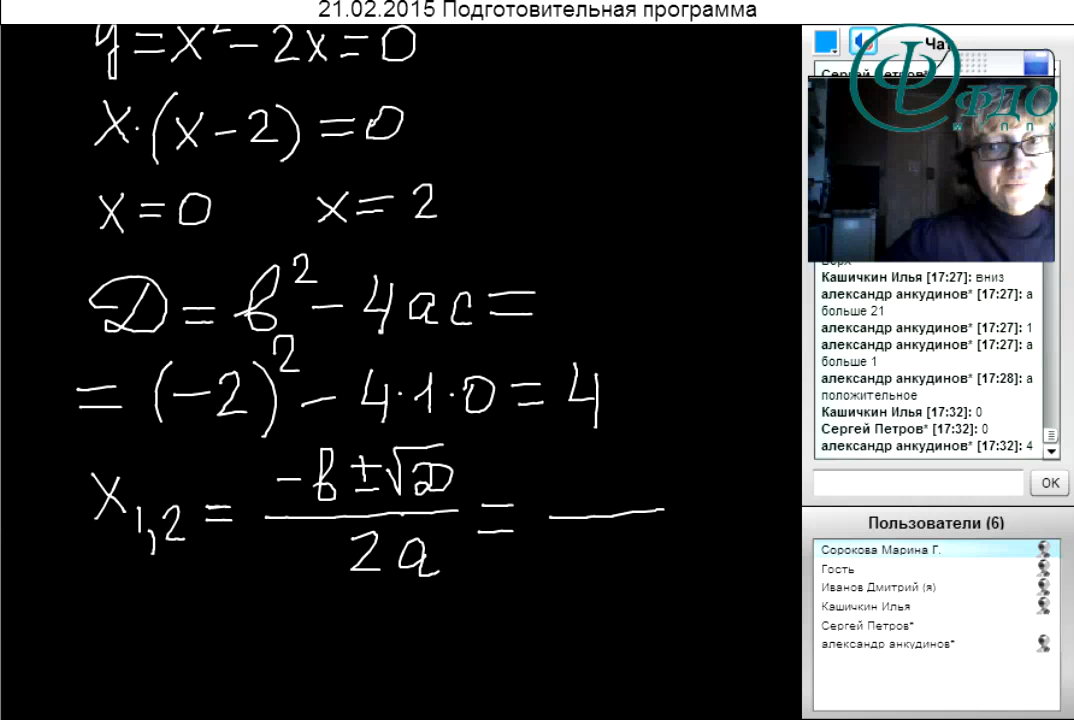 21.02.2015 Подготовительная программа
y = x² - 2x = 0
x · (x - 2) = 0
x = 0 x = 2
Д = в² - 4ac =
= (-2)² - 4·1·0 = 4
x₁,₂ = (-в ± √Д) / 2a =
Чат
ФДО
Кашичкин Илья [17:27]: вниз
александр анкудинов* [17:27]: а
больше 21
александр анкудинов* [17:27]: 1
александр анкудинов* [17:27]: а
больше 1
александр анкудинов* [17:28]: а
положительное
Кашичкин Илья [17:32]: 0
Сергей Петров* [17:32]: 0
александр анкудинов* [17:32]: 4
OK
Пользователи (6)
Сорокова Марина Г.
Гость
Иванов Дмитрий (я)
Кашичкин Илья
Сергей Петров*
александр анкудинов*